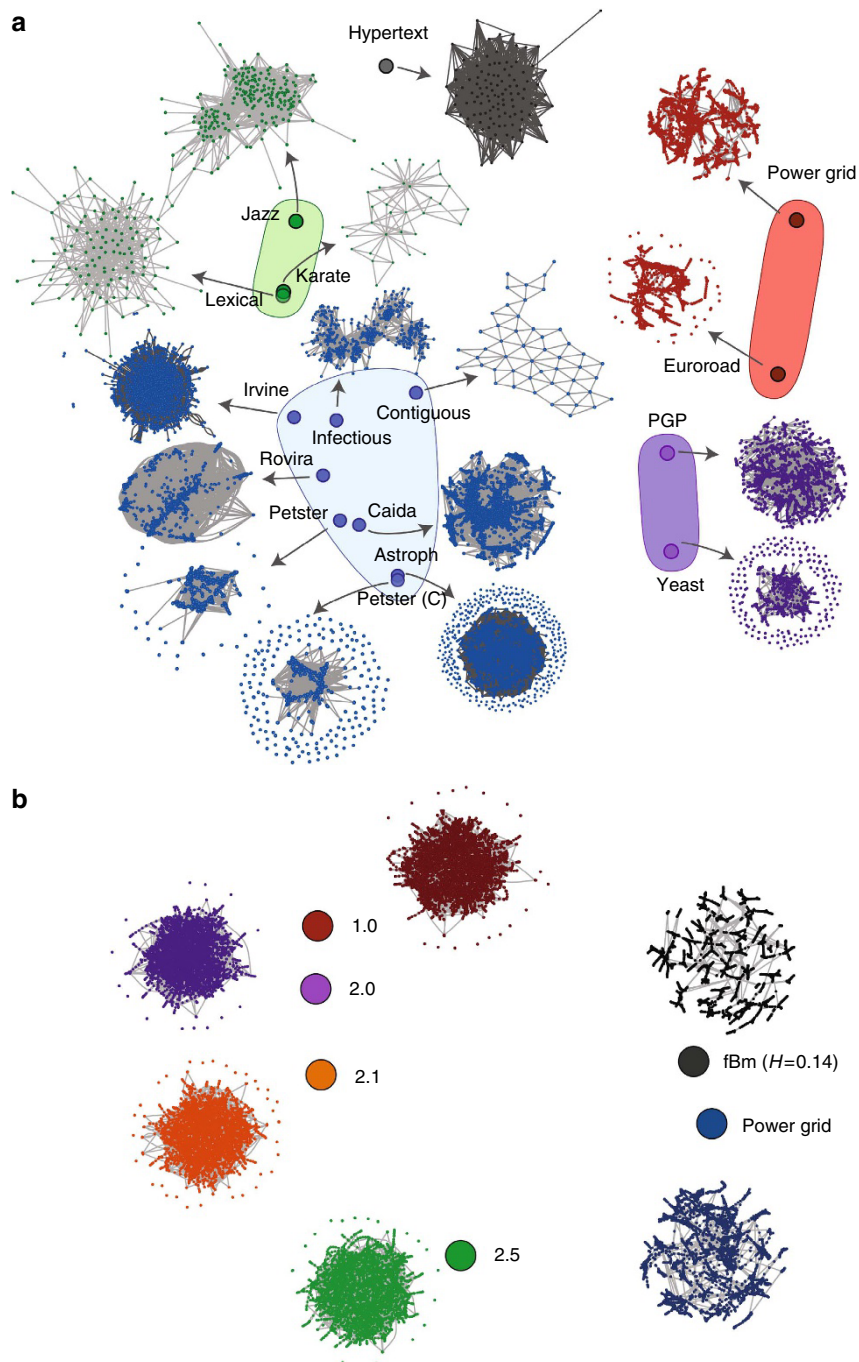 a
Hypertext
Power grid
Jazz
Karate
Lexical
Euroroad
Irvine
Contiguous
Infectious
PGP
Rovira
Petster
Caida
Astroph
Yeast
Petster (C)
b
1.0
2.0
fBm (H=0.14)
2.1
Power grid
2.5